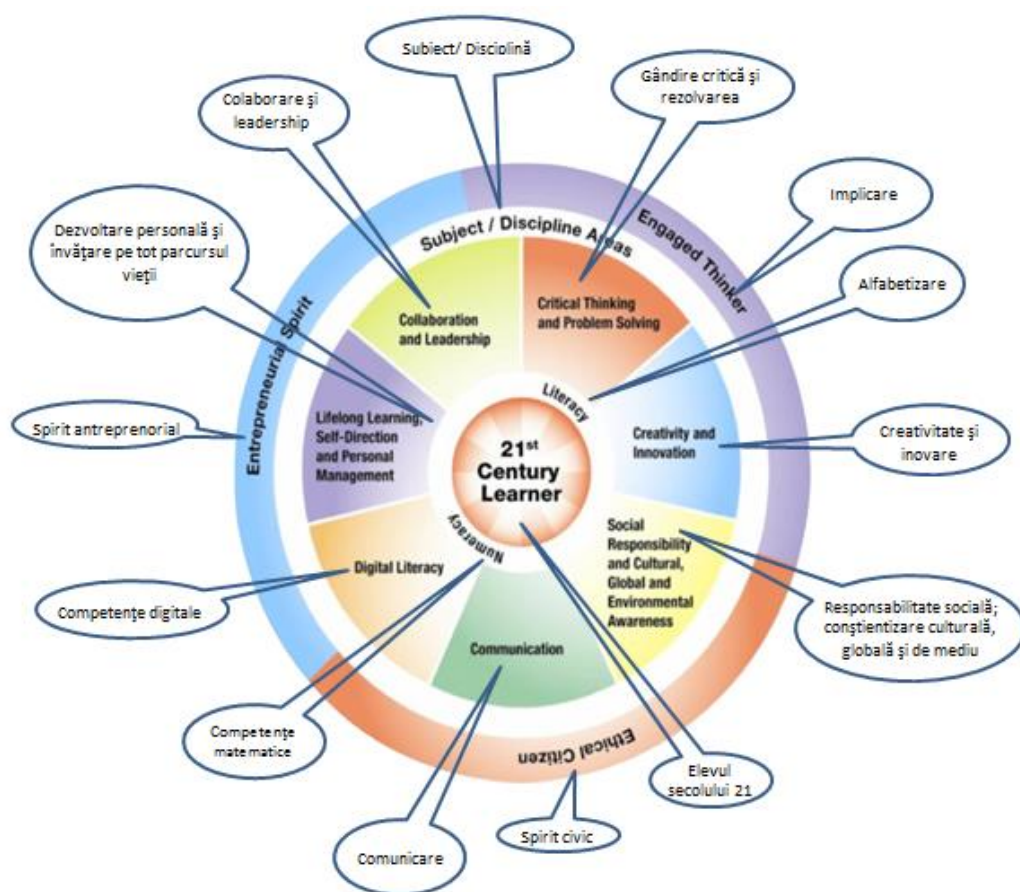 Subiect/ Disciolină
Gândire critică şi
rezolvarea
Colaborare şi
leadership
Implicare
Dezvoltare personală şi
învăţare pe tot parcursul
vieţii
Alfabetizare
Spirit antreprenorial
Creativitate şi
inovare
Competenţe digitale
Responsabilitate socială;
conştientizare culturală,
globală şi de mediu
Competenţe
matematice
Elevul
secolului 21
Spirit civic
Comunicare
Entrepreneurial Spirit
Engaged Thinker
Ethical Citizen
Subject / Discipline Areas
Collaboration
and Leadership
Critical Thinking
and Problem Solving
Creativity and
Innovation
Social
Responsibility
and Cultural,
Global and
Environmental
Awareness
Communication
Digital Literacy
Lifelong Learning,
Self-Direction
and Personal
Management
Literacy
Numeracy
21st
Century
Learner